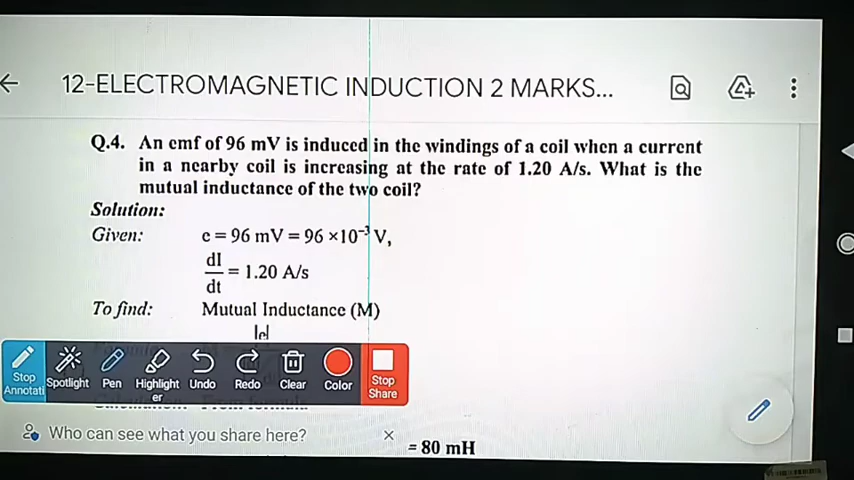 12-ELECTROMAGNETIC INDUCTION 2 MARKS...
Q.4. An emf of 96 mV is induced in the windings of a coil when a current
in a nearby coil is increasing at the rate of 1.20 A/s. What is the
mutual inductance of the two coil?
Solution:
Given: e = 96 mV = 96 ×10⁻³ V,
dI
dt
= 1.20 A/s
To find: Mutual Inductance (M)
|e|
Stop Annotati
Spotlight
Pen
Highlight er
Undo
Redo
Clear
Color
Stop Share
Who can see what you share here?
= 80 mH